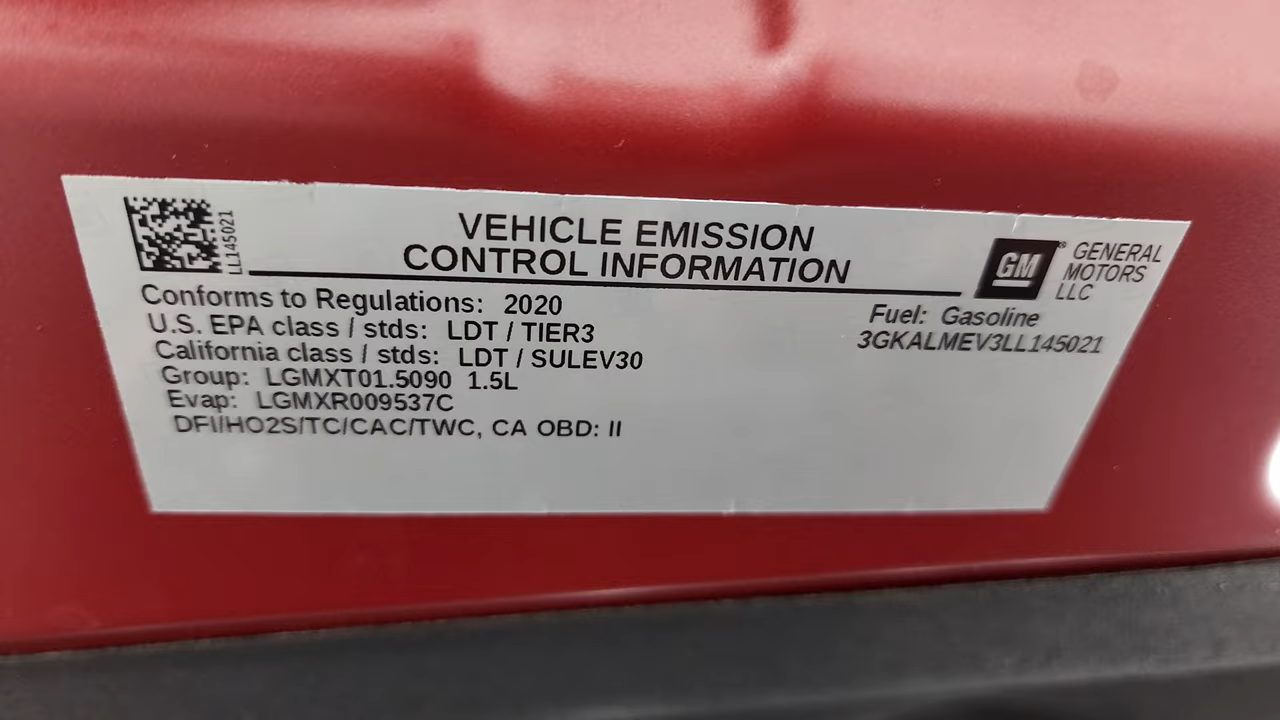 LL145021
VEHICLE EMISSION
CONTROL INFORMATION
GM
GENERAL
MOTORS
LLC
Conforms to Regulations: 2020
U.S. EPA class / stds: LDT / TIER3
California class / stds: LDT / SULEV30
Group: LGMXT01.5090 1.5L
Evap: LGMXR009537C
DFI/HO2S/TC/CAC/TWC, CA OBD: II
Fuel: Gasoline
3GKALMEV3LL145021